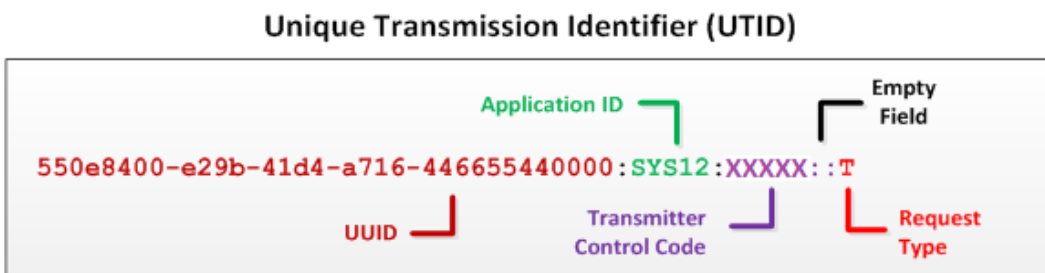 Unique Transmission Identifier (UTID)
Application ID
Empty
Field
550e8400-e29b-41d4-a716-446655440000:SYS12:XXXXX::T
UUID
Transmitter
Control Code
Request
Type